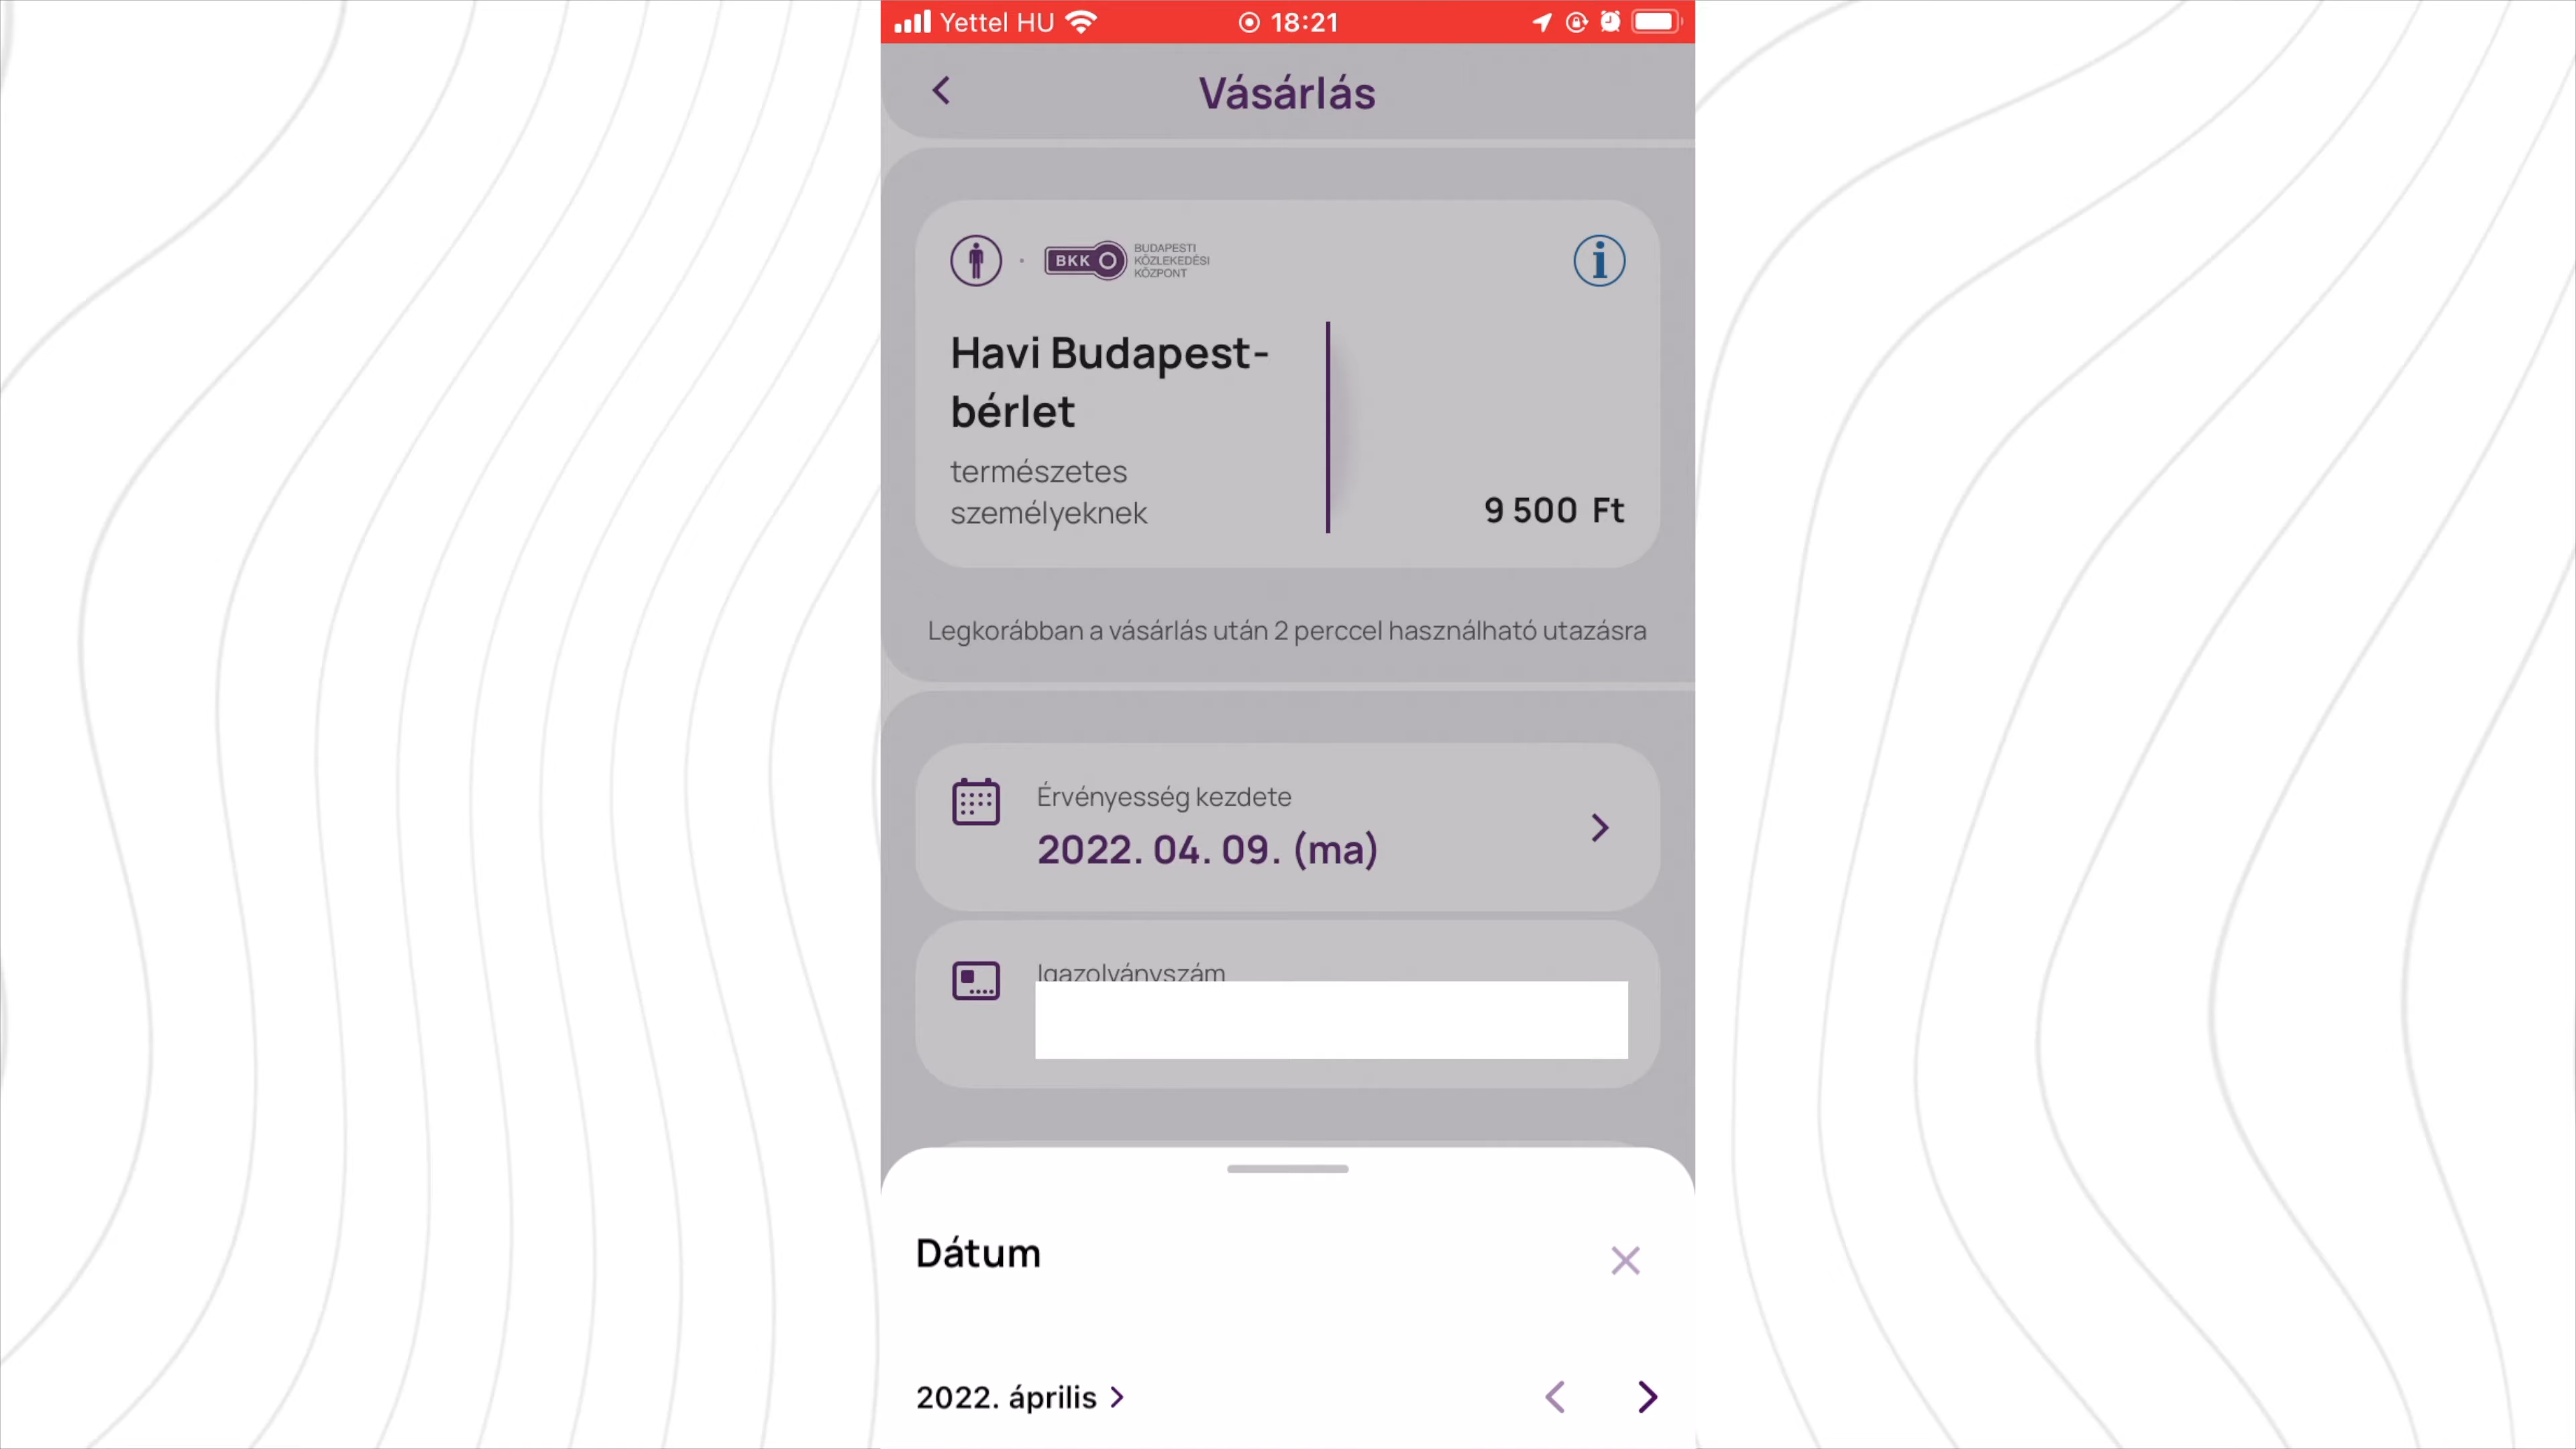 Yettel HU 18:21
Vásárlás
BKK
BUDAPESTI
KÖZLEKEDÉSI
KÖZPONT
Havi Budapest-
bérlet
természetes
személyeknek
9 500 Ft
Legkorábban a vásárlás után 2 perccel használható utazásra
Érvényesség kezdete
2022. 04. 09. (ma)
Igazolványszám
Dátum
2022. április